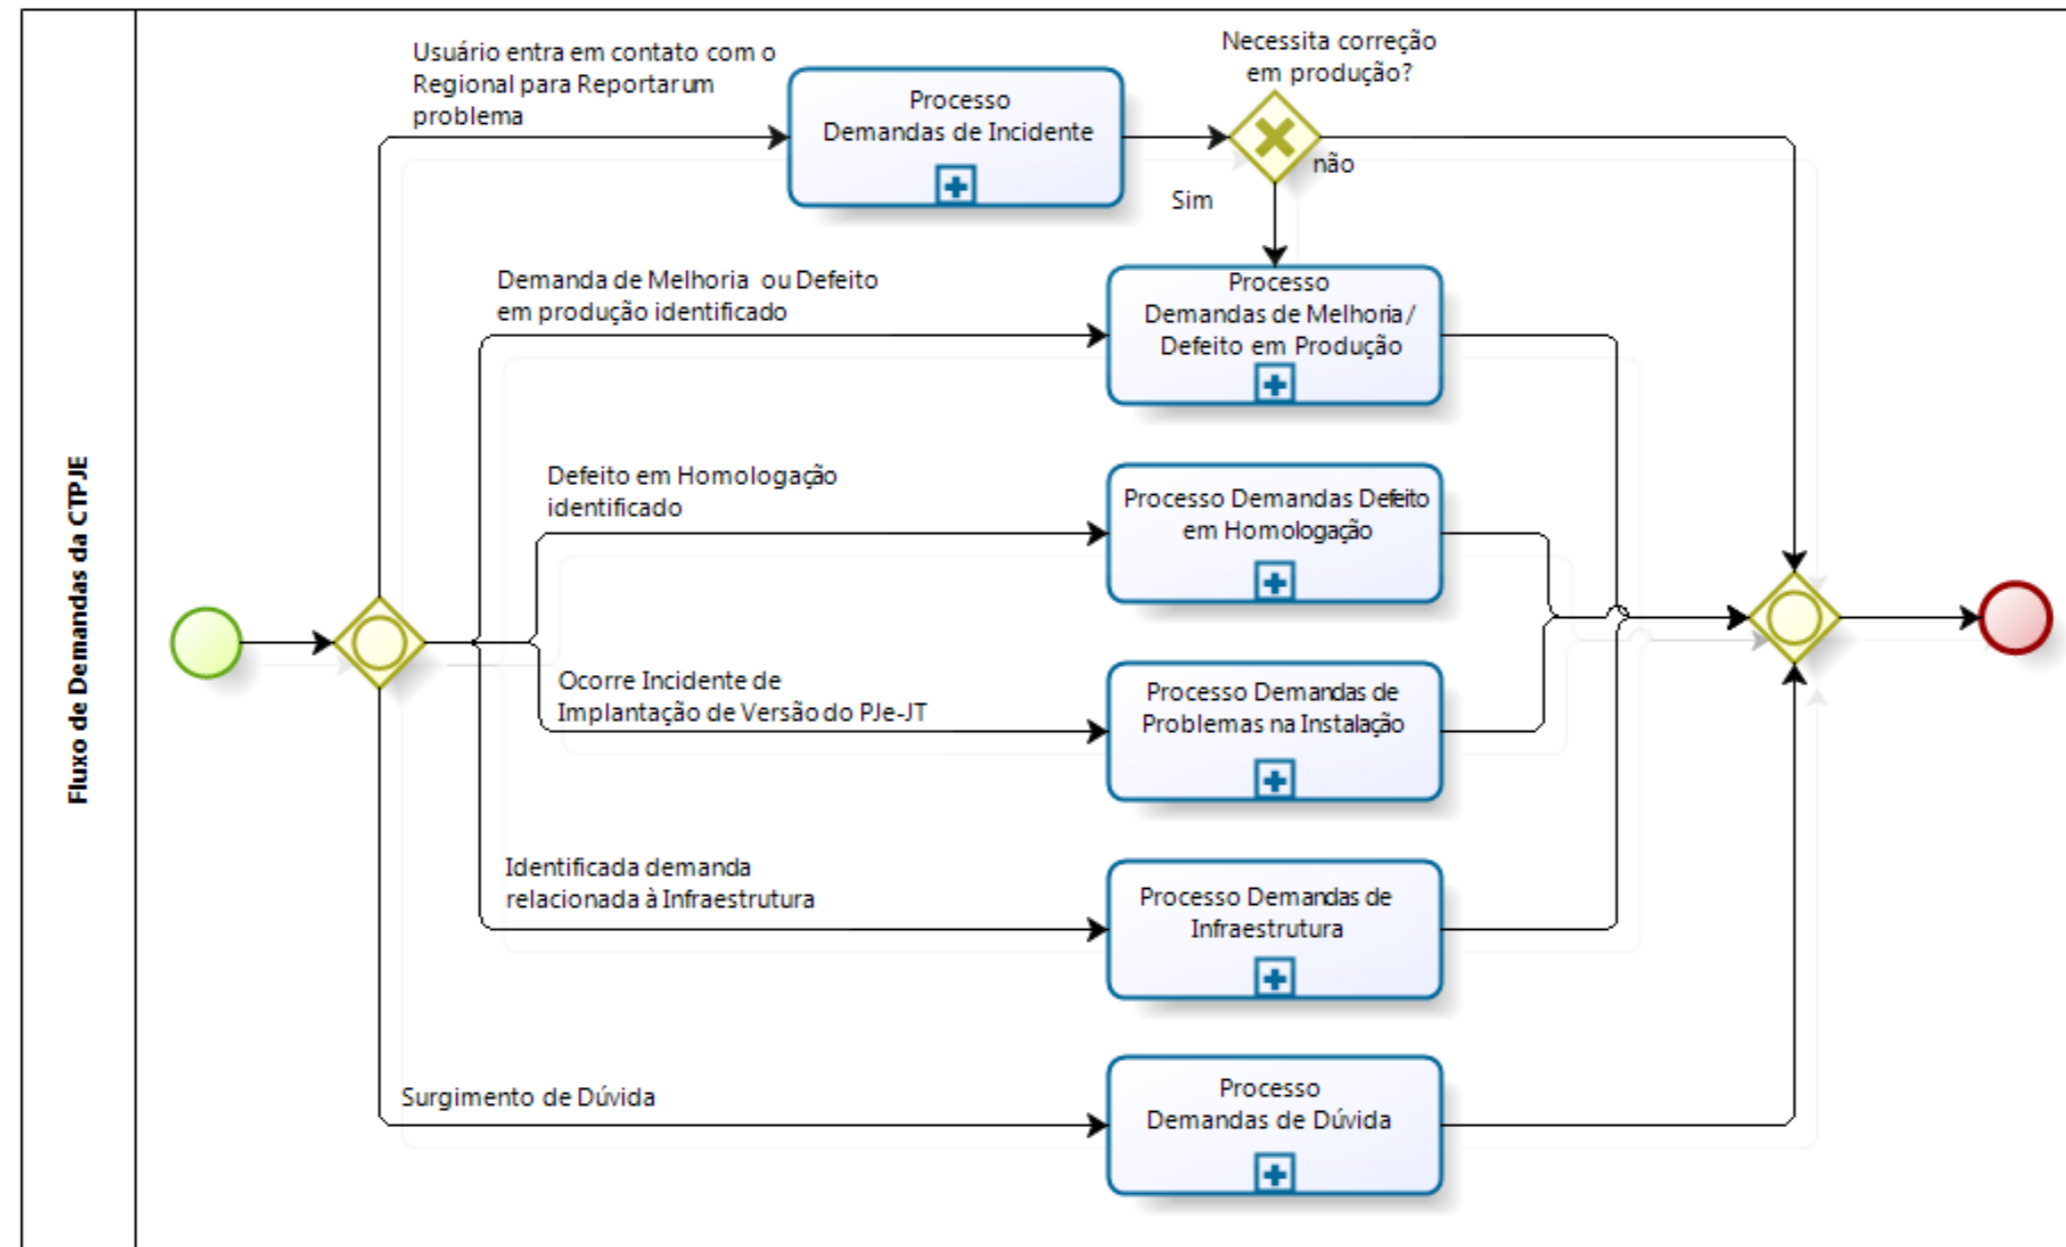 Fluxo de Demandas da CTPJE
Usuário entra em contato com o
Regional para Reportar um
problema
Processo
Demandas de Incidente
Necessita correção
em produção?
não
Sim
Demanda de Melhoria ou Defeito
em produção identificado
Processo
Demandas de Melhoria/
Defeito em Produção
Defeito em Homologação
identificado
Processo Demandas Defeito
em Homologação
Ocorre Incidente de
Implantação de Versão do PJe-JT
Processo Demandas de
Problemas na Instalação
Identificada demanda
relacionada à Infraestrutura
Processo Demandas de
Infraestrutura
Surgimento de Dúvida
Processo
Demandas de Dúvida